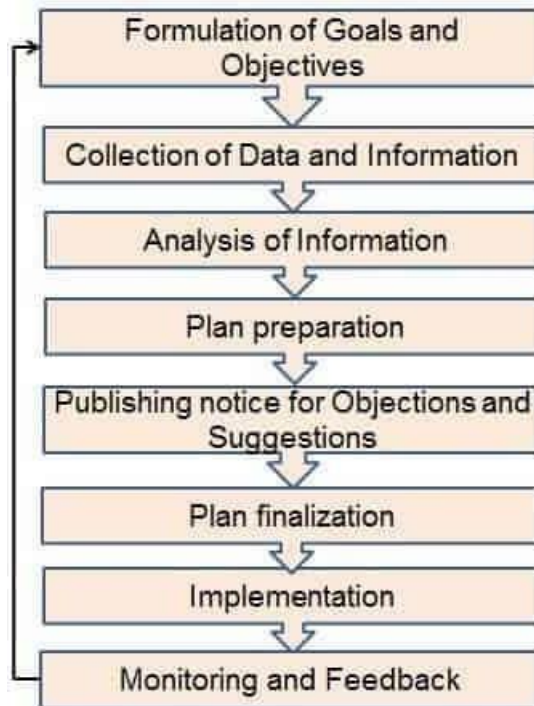 Formulation of Goals and
Objectives
Collection of Data and Information
Analysis of Information
Plan preparation
Publishing notice for Objections and
Suggestions
Plan finalization
Implementation
Monitoring and Feedback